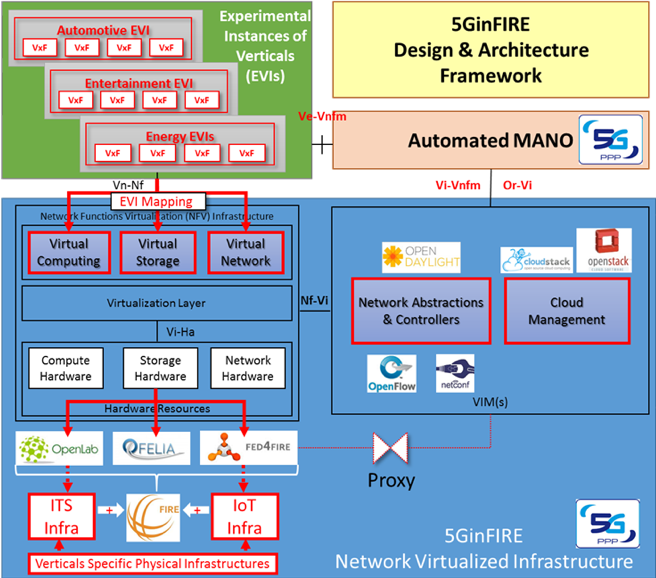 Automotive EVI
VxF VxF VxF VxF
Entertainment EVI
VxF VxF VxF VxF
Energy EVIs
VxF VxF VxF VxF
Experimental
Instances of
Verticals
(EVIs)
5GinFIRE
Design & Architecture
Framework
Ve-Vnfm
Automated MANO
5G
PPP
Vn-Nf
EVI Mapping
Vi-Vnfm
Or-Vi
Network Functions Virtualization (NFV) Infrastructure
Virtual
Computing
Virtual
Storage
Virtual
Network
Virtualization Layer
Vi-Ha
Compute
Hardware
Storage
Hardware
Network
Hardware
Hardware Resources
Nf-Vi
OPEN
DAYLIGHT
cloudstack
openstack
Network Abstractions
& Controllers
Cloud
Management
OpenFlow
netconf
VIM(s)
OpenLab
OFELIA
FED4FIRE
Proxy
ITS
Infra
+
FIRE
+
IoT
Infra
Verticals Specific Physical Infrastructures
5GinFIRE
Network Virtualized Infrastructure
5G
PPP